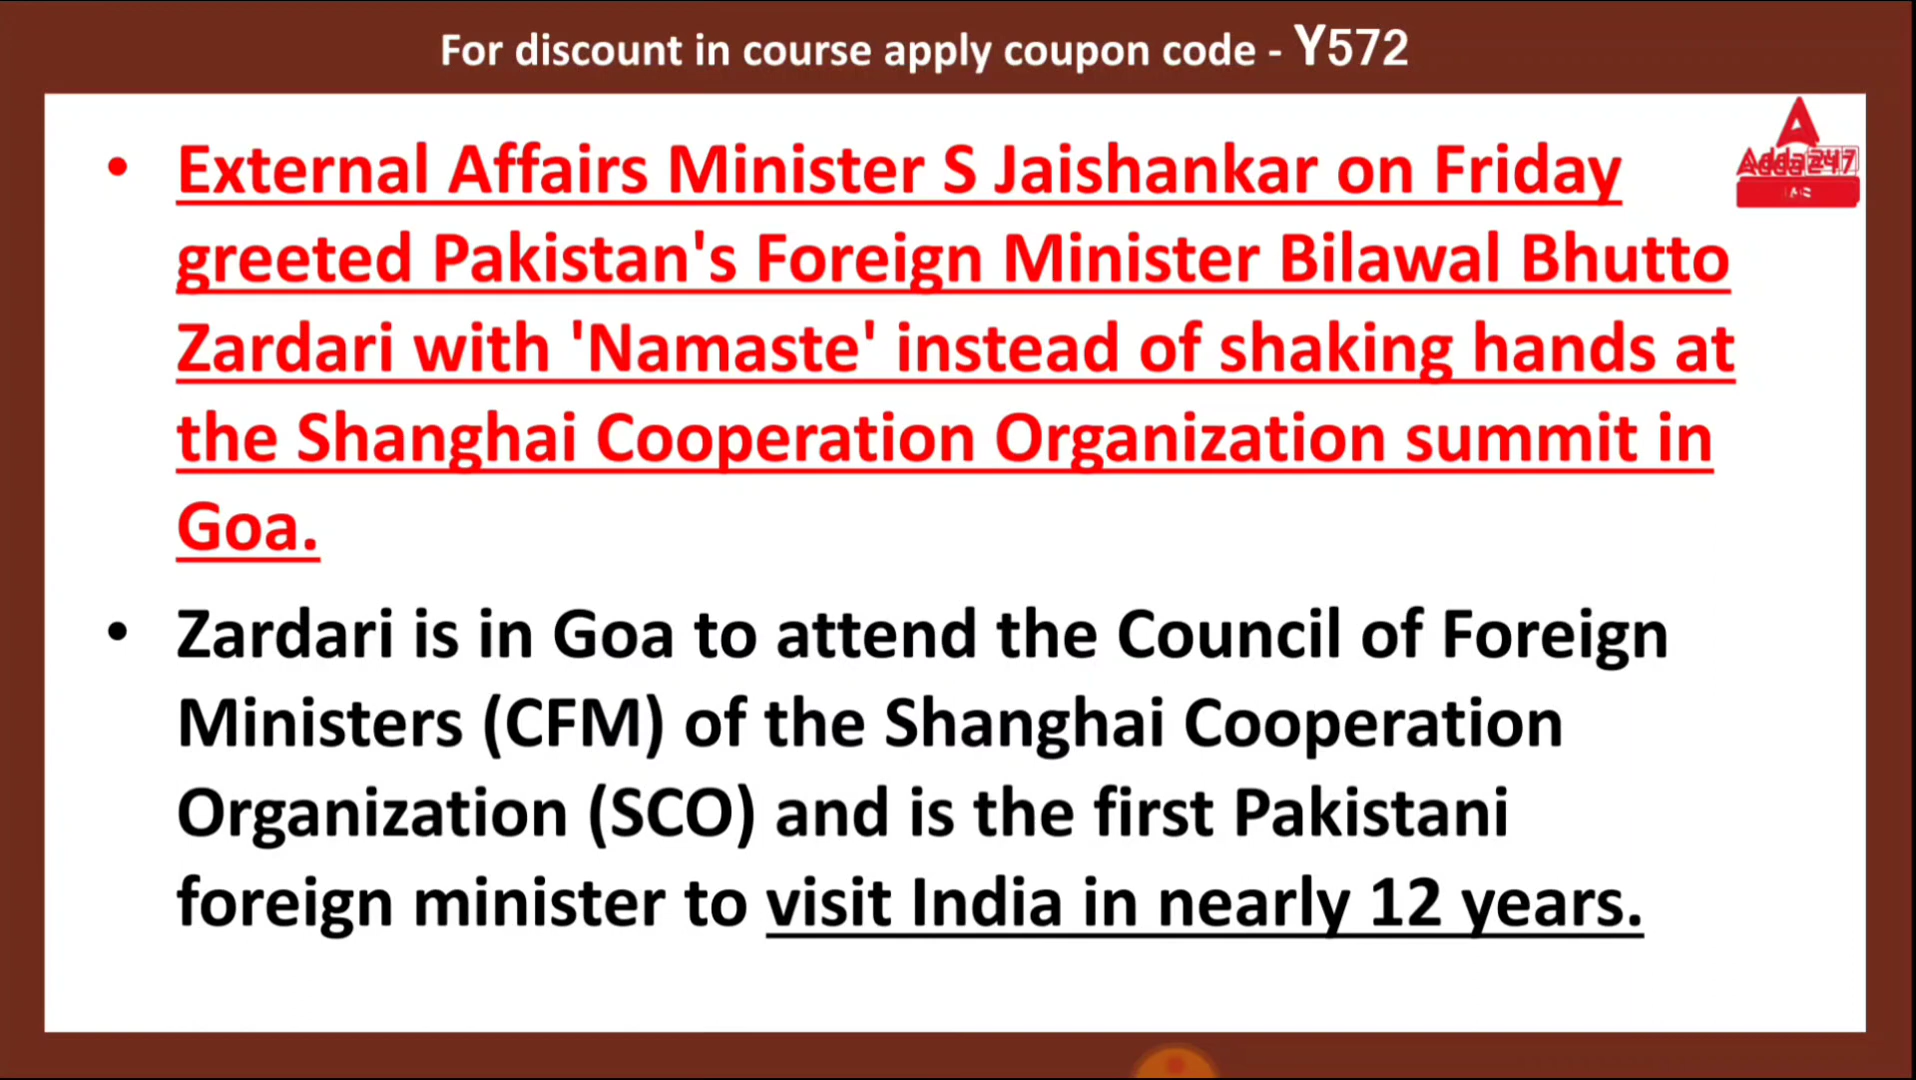 For discount in course apply coupon code - Y572
Adda247
IAS
• External Affairs Minister S Jaishankar on Friday
greeted Pakistan's Foreign Minister Bilawal Bhutto
Zardari with 'Namaste' instead of shaking hands at
the Shanghai Cooperation Organization summit in
Goa.
• Zardari is in Goa to attend the Council of Foreign
Ministers (CFM) of the Shanghai Cooperation
Organization (SCO) and is the first Pakistani
foreign minister to visit India in nearly 12 years.